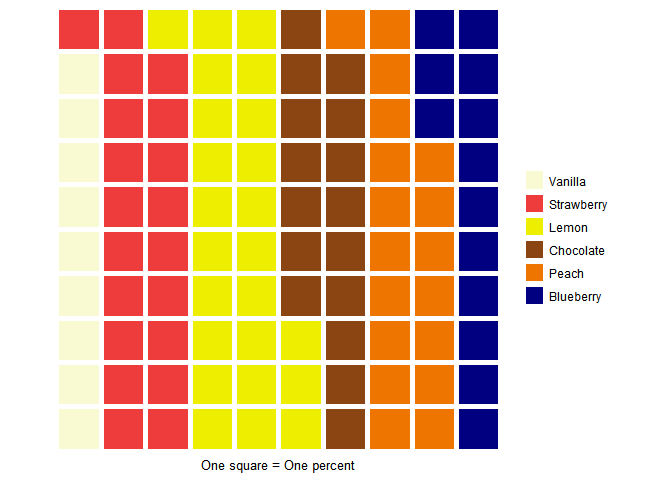 Vanilla
Strawberry
Lemon
Chocolate
Peach
Blueberry
One square = One percent